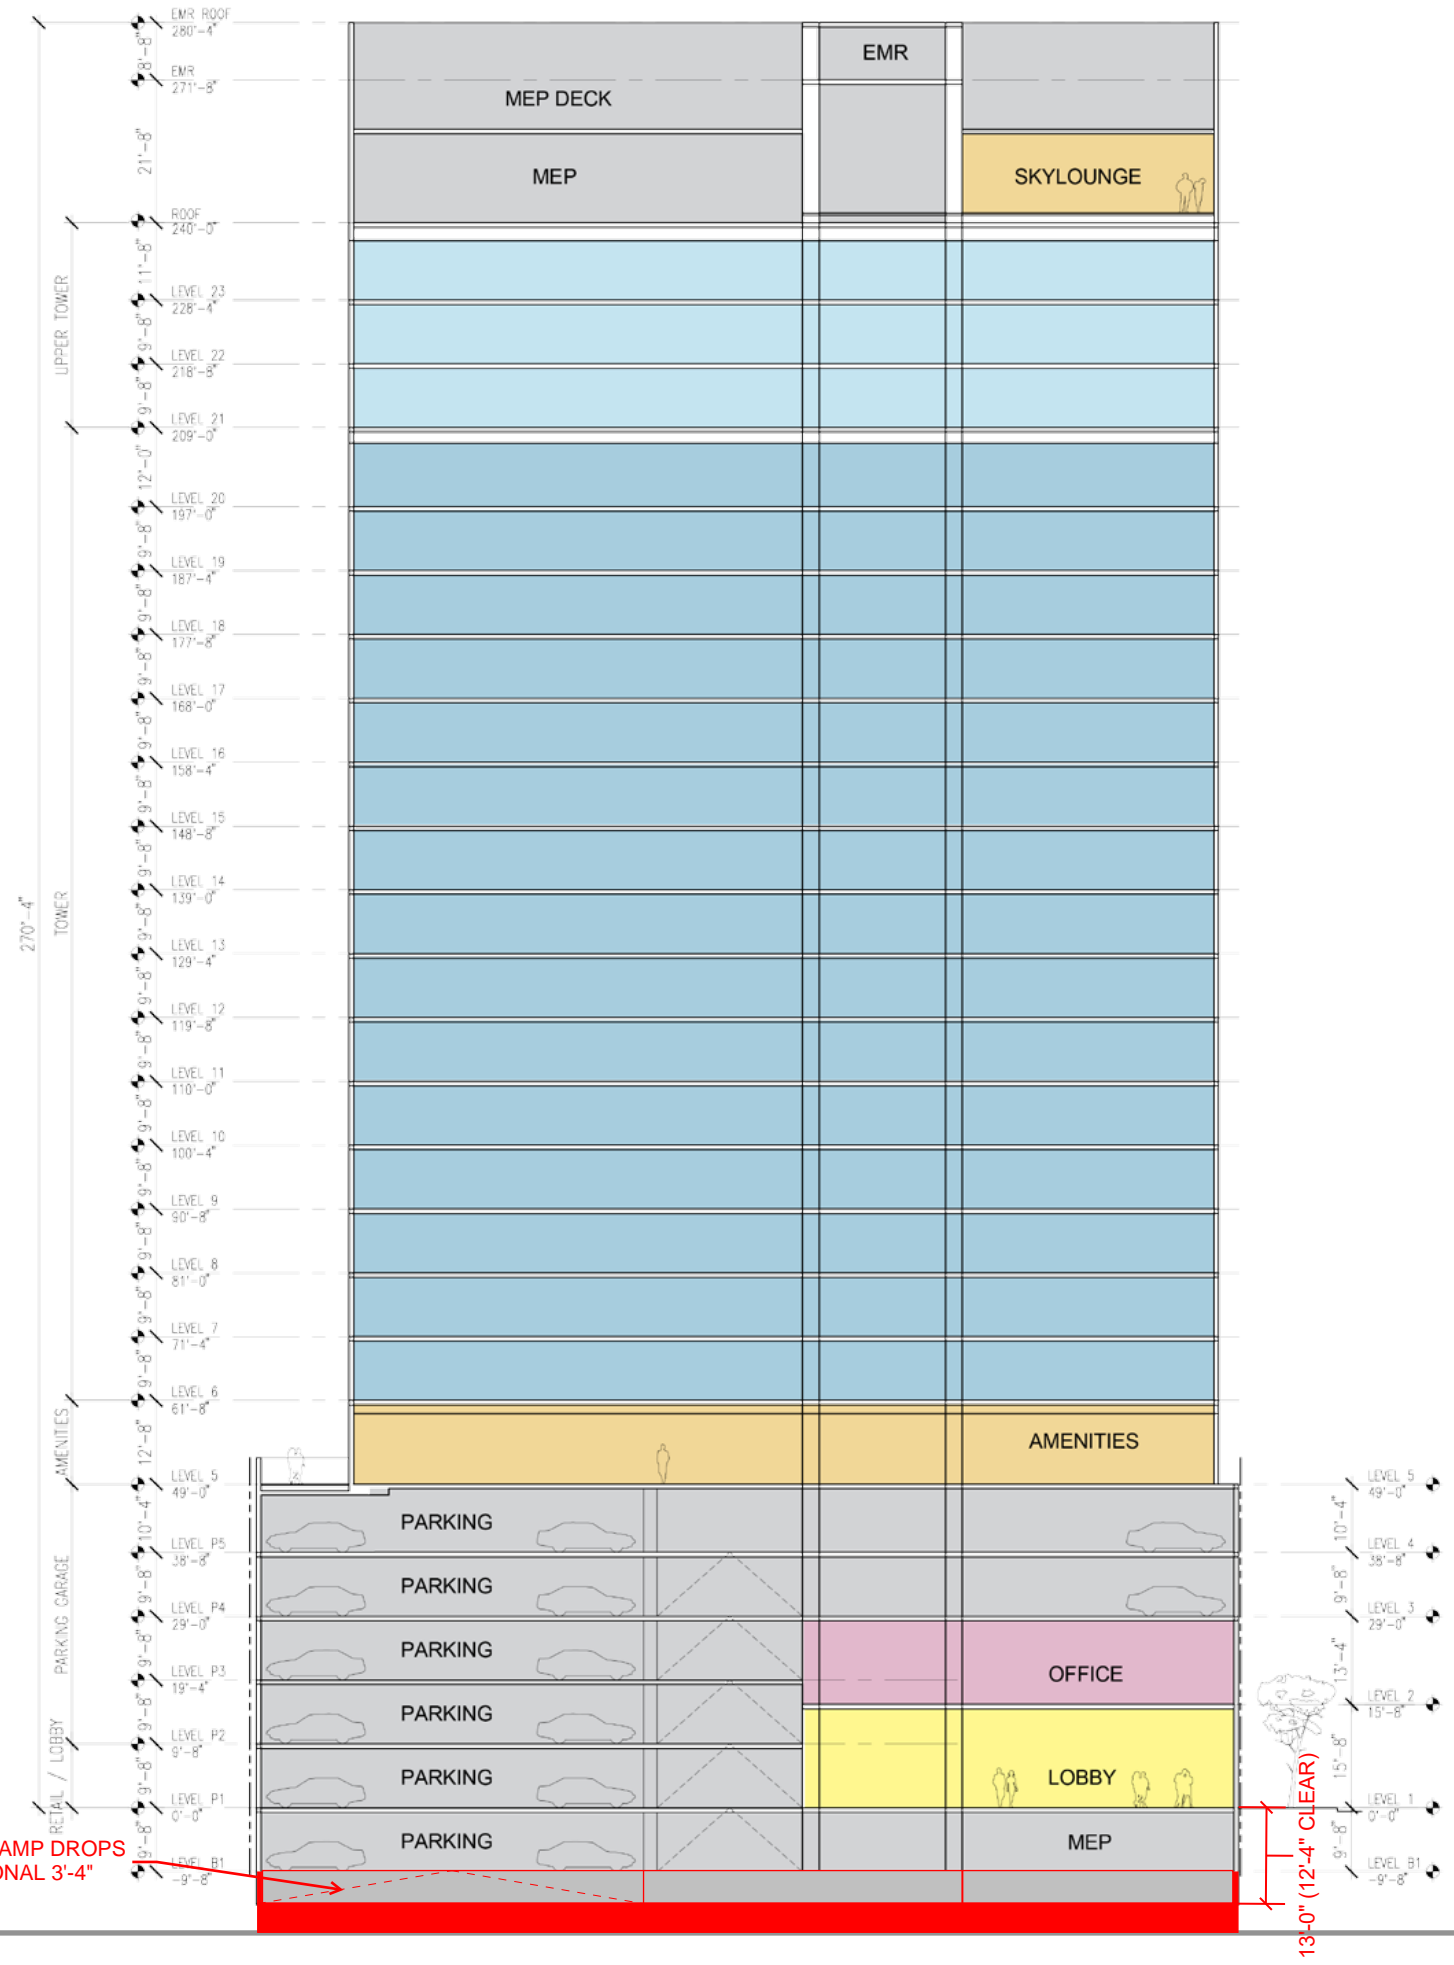 EMR ROOF
280'-4"
8'-8"
EMR
271'-8"
EMR
MEP DECK
21'-8"
MEP
SKYLOUNGE
ROOF
240'-0"
11'-8"
LEVEL 23
228'-4"
9'-8"
UPPER TOWER
LEVEL 22
218'-8"
9'-8"
LEVEL 21
209'-0"
12'-0"
LEVEL 20
197'-0"
9'-8"
LEVEL 19
187'-4"
9'-8"
LEVEL 18
177'-8"
9'-8"
LEVEL 17
168'-0"
9'-8"
LEVEL 16
158'-4"
9'-8"
LEVEL 15
148'-8"
9'-8"
LEVEL 14
139'-0"
270'-4"
TOWER
9'-8"
LEVEL 13
129'-4"
9'-8"
LEVEL 12
119'-8"
9'-8"
LEVEL 11
110'-0"
9'-8"
LEVEL 10
100'-4"
9'-8"
LEVEL 9
90'-8"
9'-8"
LEVEL 8
81'-0"
9'-8"
LEVEL 7
71'-4"
9'-8"
LEVEL 6
61'-8"
AMENITIES
12'-8"
AMENITIES
LEVEL 5
49'-0"
LEVEL 5
49'-0"
10'-4"
PARKING
10'-4"
LEVEL P5
38'-8"
LEVEL 4
38'-8"
9'-8"
PARKING
9'-8"
LEVEL P4
29'-0"
LEVEL 3
29'-0"
PARKING GARAGE
9'-8"
PARKING
OFFICE
13'-4"
LEVEL P3
19'-4"
LEVEL 2
15'-8"
9'-8"
PARKING
LEVEL P2
9'-8"
RETAIL / LOBBY
9'-8"
PARKING
LOBBY
15'-8"
LEVEL P1
0'-0"
LEVEL 1
0'-0"
9'-8"
PARKING
MEP
9'-8"
AMP DROPS
ONAL 3'-4"
LEVEL B1
-9'-8"
LEVEL B1
-9'-8"
13'-0" (12'-4" CLEAR)